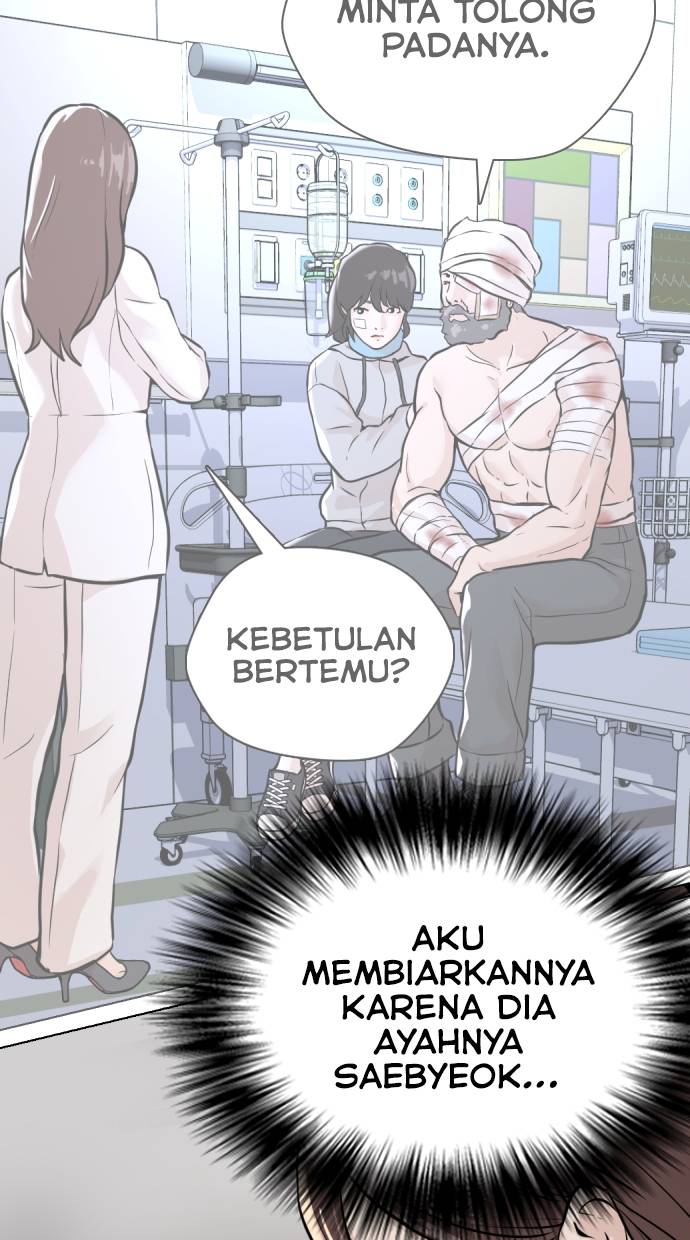 MINTA TOLONG
PADANYA.
KEBETULAN
BERTEMU?
AKU
MEMBIARKANNYA
KARENA DIA
AYAHNYA
SAEBYEOK...